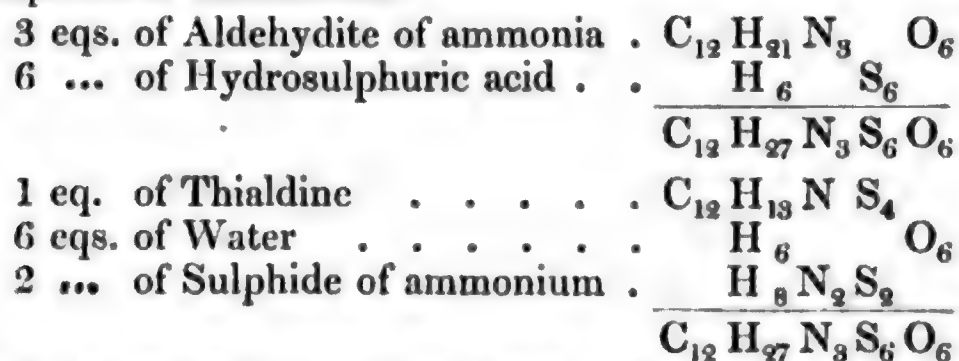 3 eqs. of Aldehydite of ammonia . C₁₂ H₂₁ N₃ O₆
6 ... of Hydrosulphuric acid . . H₆ S₆
C₁₂ H₂₇ N₃ S₆ O₆
1 eq. of Thialdine . . . . . C₁₂ H₁₃ N S₄
6 eqs. of Water . . . . . . H₆ O₆
2 ... of Sulphide of ammonium . H₈ N₂ S₂
C₁₂ H₂₇ N₃ S₆ O₆